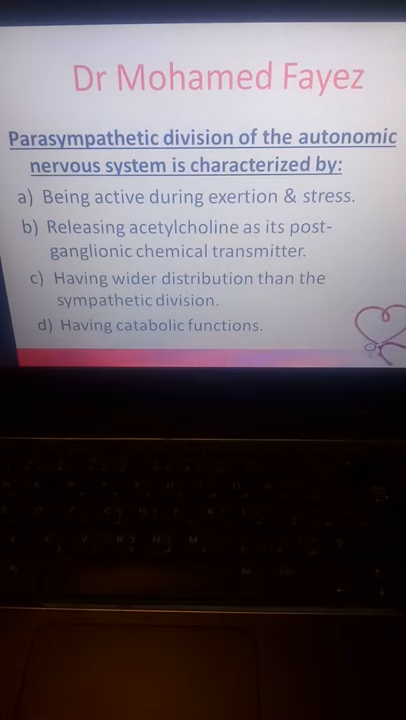 Dr Mohamed Fayez
Parasympathetic division of the autonomic
nervous system is characterized by:
a) Being active during exertion & stress.
b) Releasing acetylcholine as its post-
ganglionic chemical transmitter.
c) Having wider distribution than the
sympathetic division.
d) Having catabolic functions.